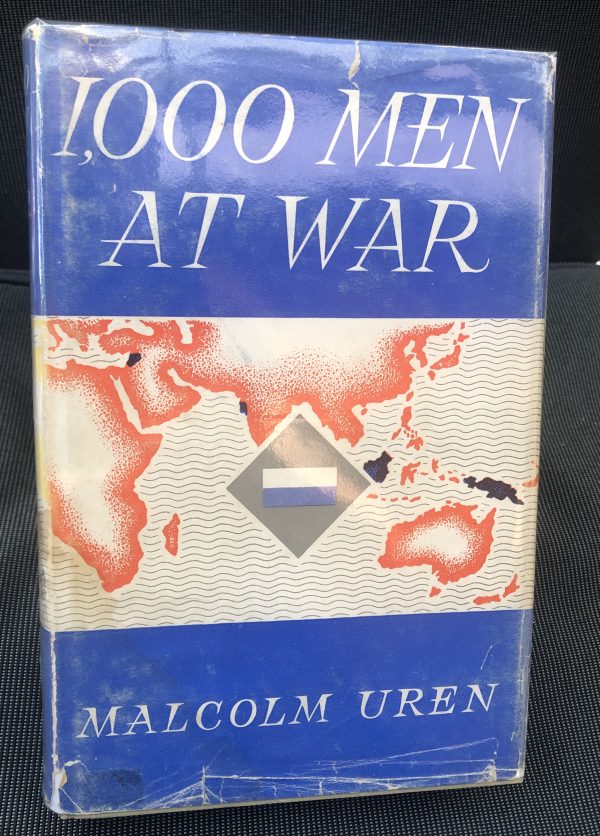 1,000 MEN
AT WAR
MALCOLM UREN